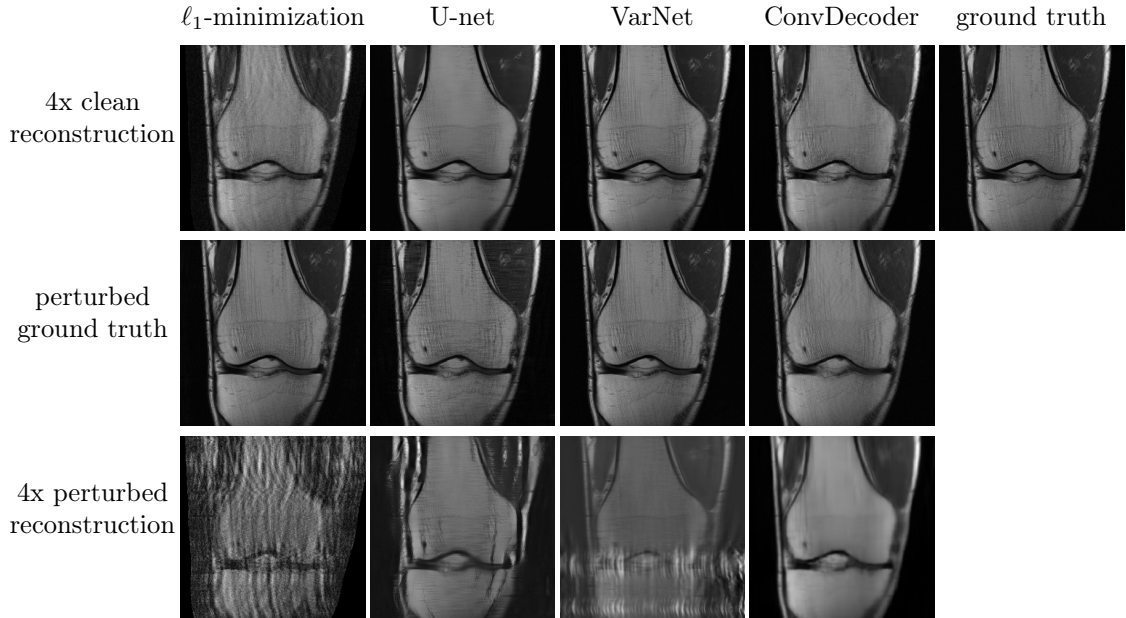 ℓ₁-minimization U-net VarNet ConvDecoder ground truth
4x clean
reconstruction
perturbed
ground truth
4x perturbed
reconstruction